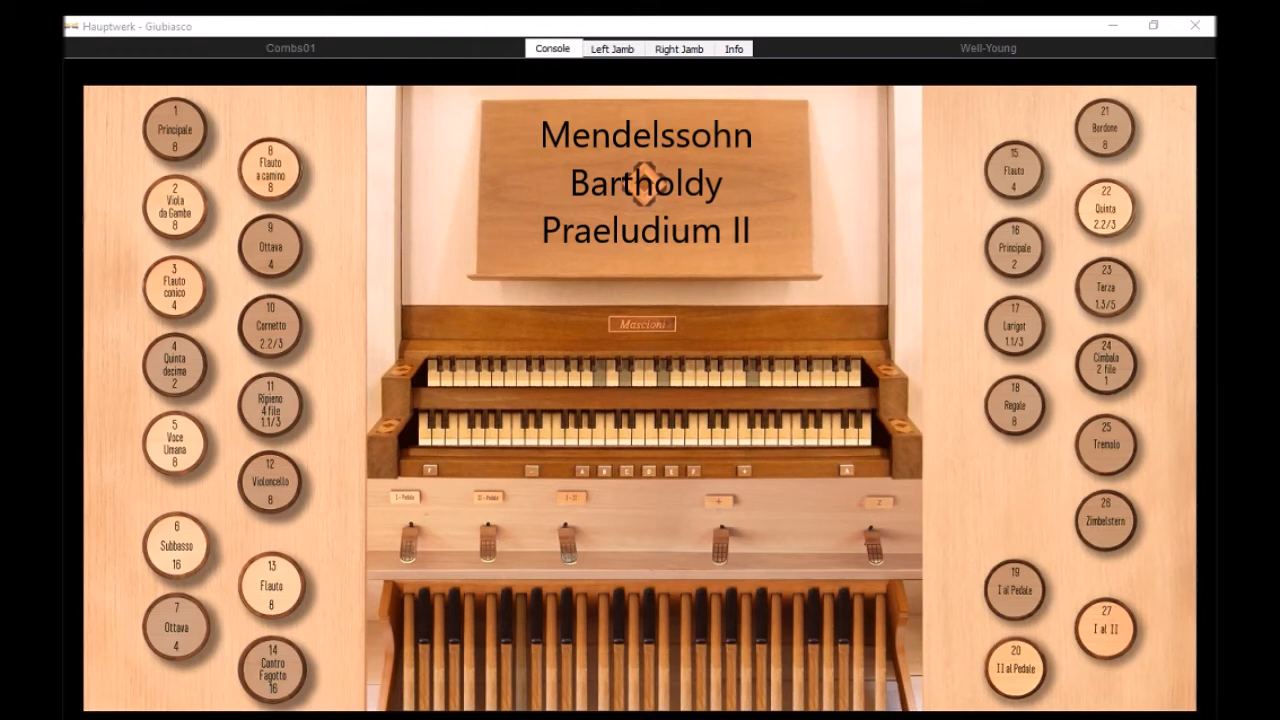 Hauptwerk - Giubiasco
Combs01
Console
Left Jamb
Right Jamb
Info
Well-Young
Mendelssohn
Bartholdy
Praeludium II
Mascioni
1
Principale
8
2
Viola
da Gamba
8
3
Flauto
conico
4
4
Quinta
decima
2
5
Voce
Umana
8
6
Subbasso
16
7
Ottava
4
8
Flauto
a camino
8
9
Ottava
4
10
Cornetto
2.2/3
11
Ripieno
4 file
1.1/3
12
Violoncello
8
13
Flauto
8
14
Contro
Fagotto
16
I - Pedale
II - Pedale
I - II
+
Z
F
-
A
B
C
D
E
F
+
A
15
Flauto
4
16
Principale
2
17
Larigot
1.1/3
18
Regale
8
19
I al Pedale
20
II al Pedale
21
Bordone
8
22
Quinta
2.2/3
23
Terza
1.3/5
24
Cimbalo
2 file
1
25
Tremolo
26
Zimbelstern
27
I al II